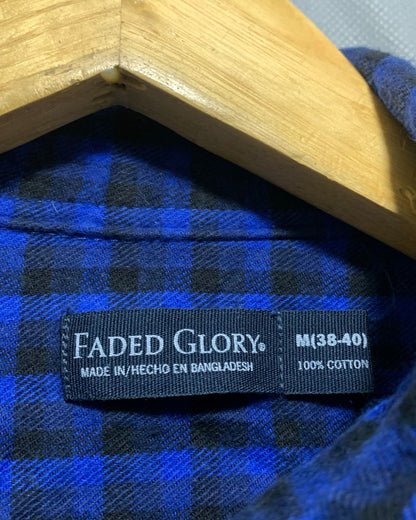 FADED GLORY®
MADE IN/HECHO EN BANGLADESH
M(38-40)
100% COTTON